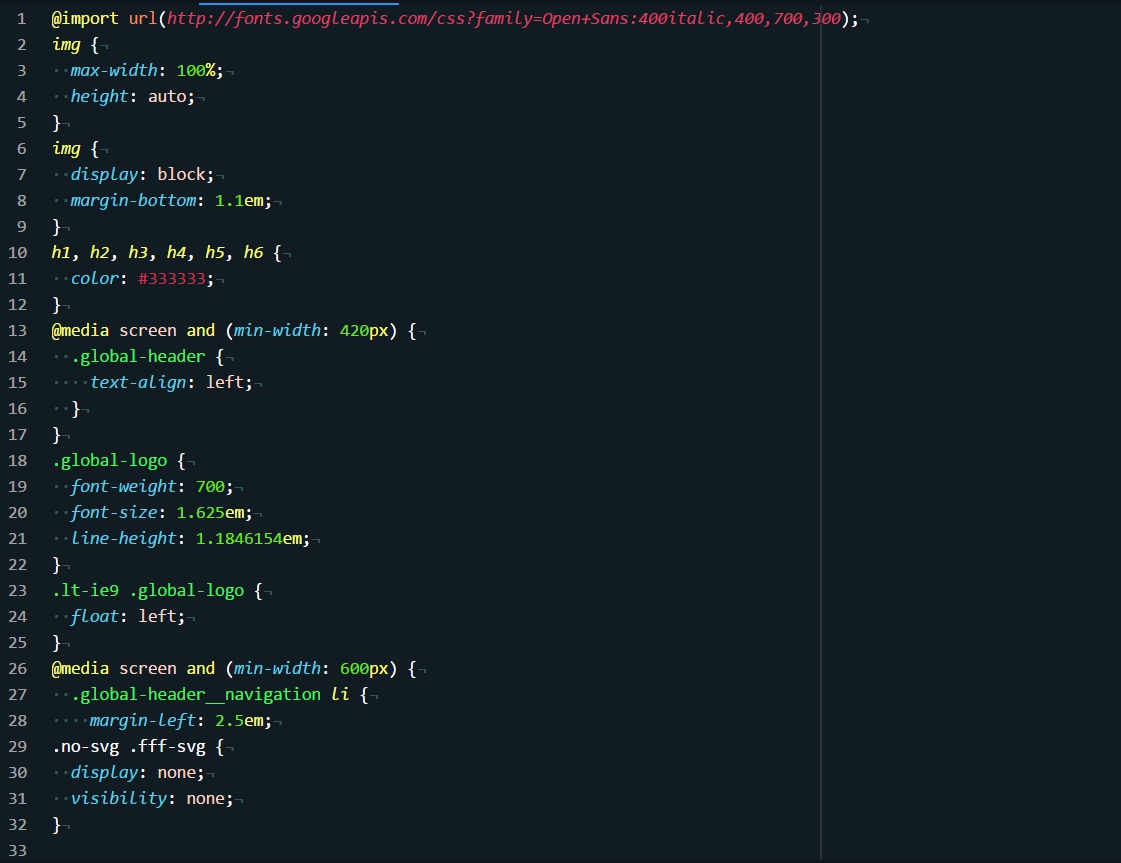 1 @import url(http://fonts.googleapis.com/css?family=Open+Sans:400italic,400,700,300);¬
2 img {¬
3 ··max-width: 100%;¬
4 ··height: auto;¬
5 }¬
6 img {¬
7 ··display: block;¬
8 ··margin-bottom: 1.1em;¬
9 }¬
10 h1, h2, h3, h4, h5, h6 {¬
11 ··color: #333333;¬
12 }¬
13 @media screen and (min-width: 420px) {¬
14 ··.global-header {¬
15 ····text-align: left;¬
16 ··}¬
17 }¬
18 .global-logo {¬
19 ··font-weight: 700;¬
20 ··font-size: 1.625em;¬
21 ··line-height: 1.1846154em;¬
22 }¬
23 .lt-ie9 .global-logo {¬
24 ··float: left;¬
25 }¬
26 @media screen and (min-width: 600px) {¬
27 ··.global-header__navigation li {¬
28 ····margin-left: 2.5em;¬
29 .no-svg .fff-svg {¬
30 ··display: none;¬
31 ··visibility: none;¬
32 }¬
33